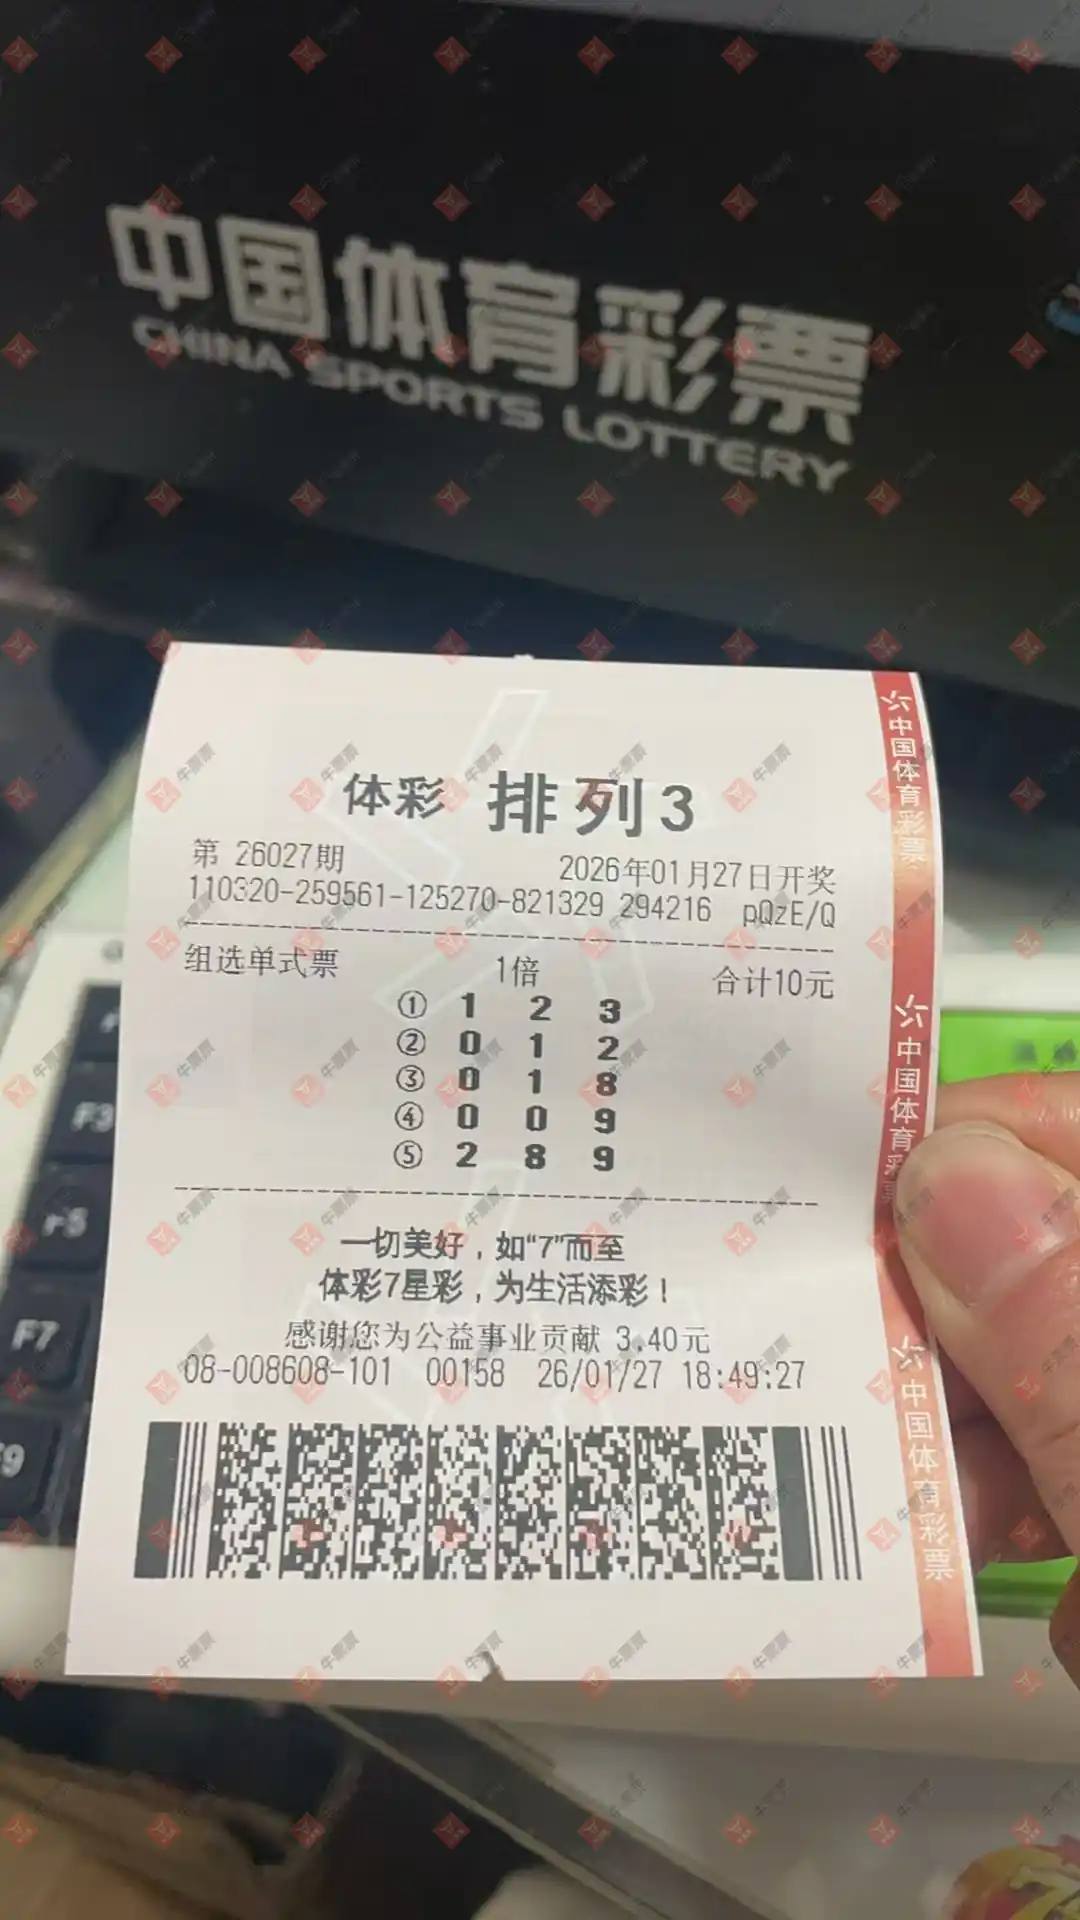 中国体育彩票
CHINA SPORTS LOTTERY
体彩 排列3
第 26027期 2026年01月27日开奖
110320-259561-125270-821329 294216 pQzE/Q
组选单式票 1倍 合计10元
① 1 2 3
② 0 1 2
③ 0 1 8
④ 0 0 9
⑤ 2 8 9
一切美好，如“7”而至
体彩7星彩，为生活添彩！
感谢您为公益事业贡献 3.40元
08-008608-101 00158 26/01/27 18:49:27
中国体育彩票
中国体育彩票
中国体育彩票
F3
F7
牛票票